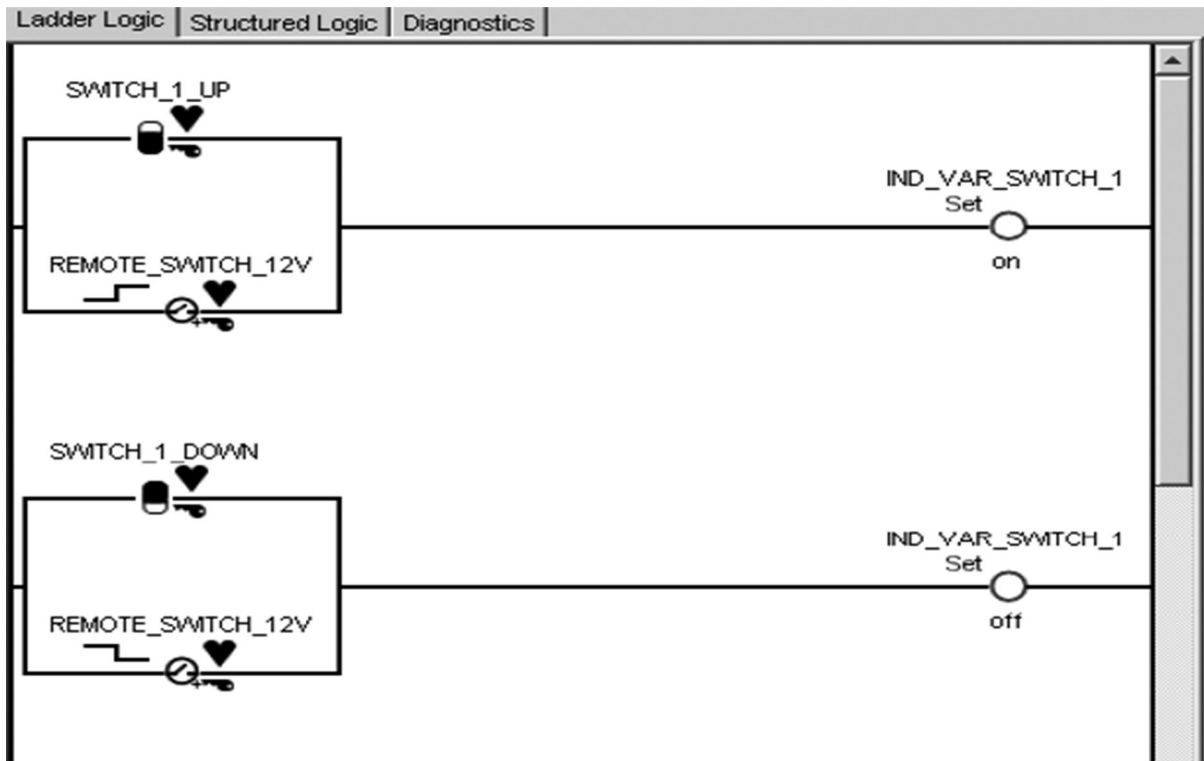 Ladder Logic Structured Logic Diagnostics
SWITCH_1_UP
IND_VAR_SWITCH_1
Set
on
REMOTE_SWITCH_12V
SWITCH_1_DOWN
IND_VAR_SWITCH_1
Set
off
REMOTE_SWITCH_12V